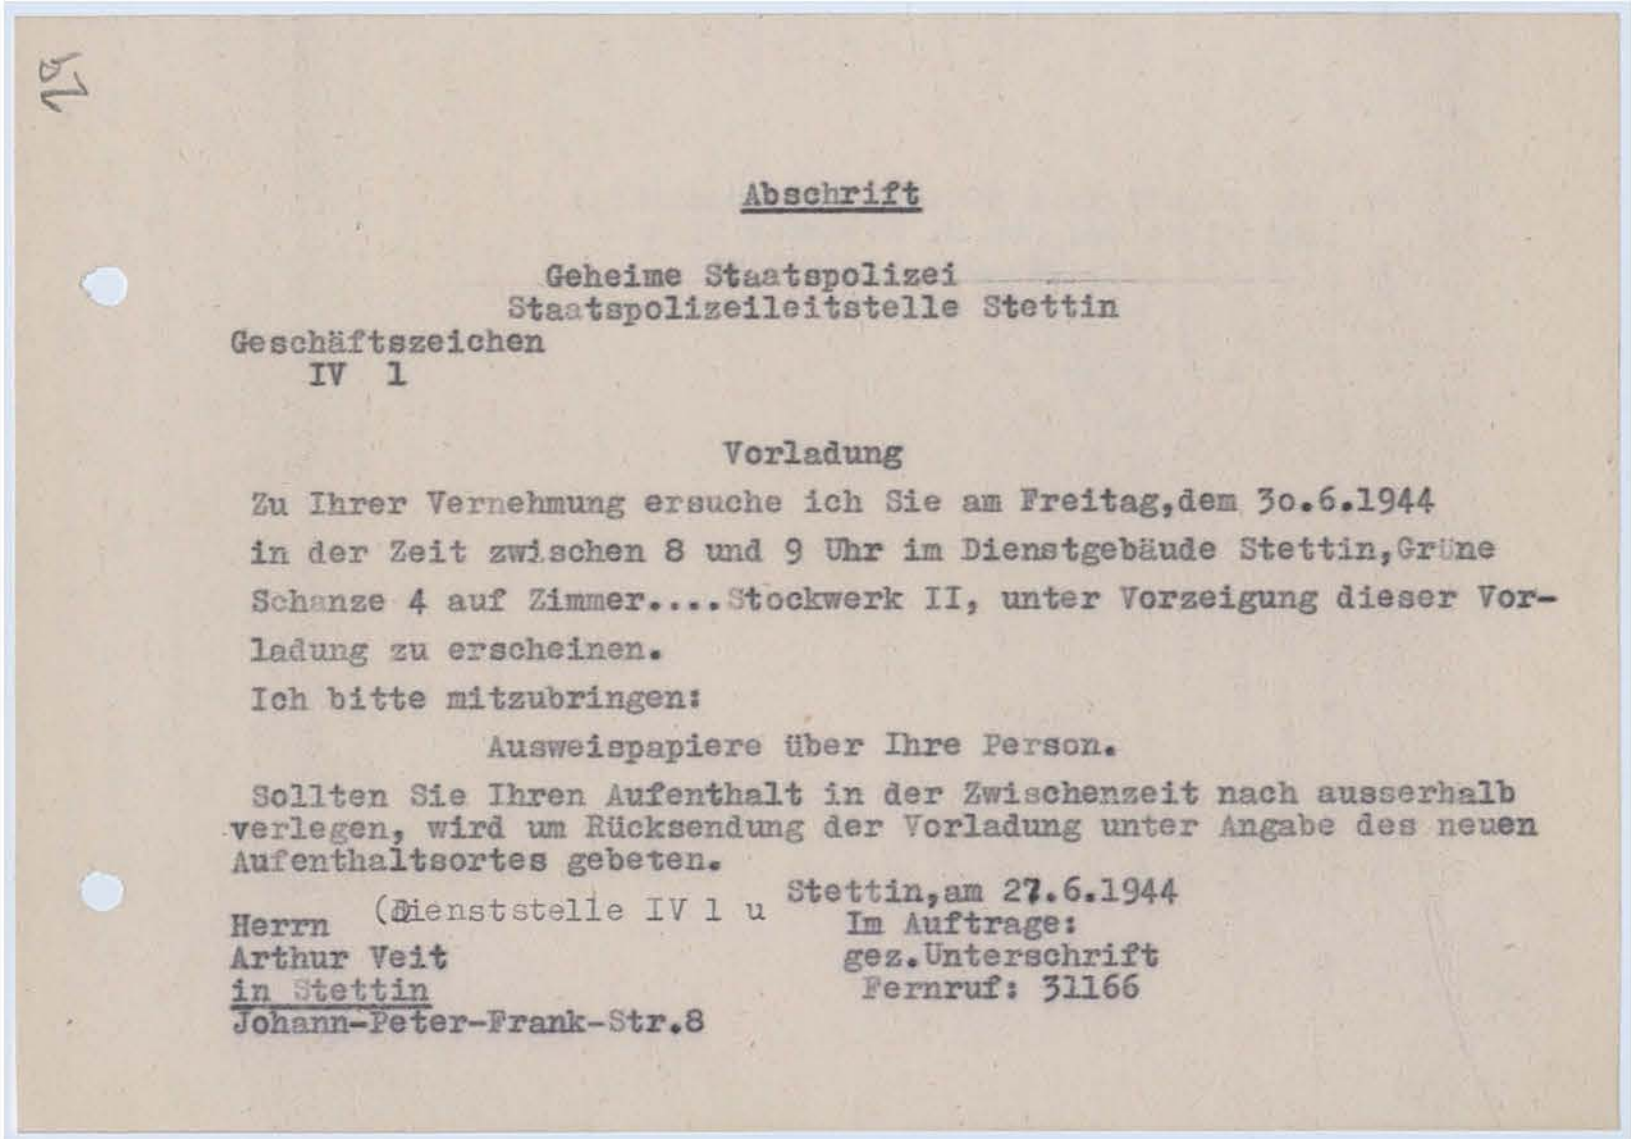 Abschrift
Geheime Staatspolizei
Staatspolizeileitstelle Stettin
Geschäftszeichen
IV 1
Vorladung
Zu Ihrer Vernehmung ersuche ich Sie am Freitag,dem 30.6.1944
in der Zeit zwischen 8 und 9 Uhr im Dienstgebäude Stettin,Grüne
Schanze 4 auf Zimmer....Stockwerk II, unter Vorzeigung dieser Vor-
ladung zu erscheinen.
Ich bitte mitzubringen:
Ausweispapiere über Ihre Person.
Sollten Sie Ihren Aufenthalt in der Zwischenzeit nach ausserhalb
verlegen, wird um Rücksendung der Vorladung unter Angabe des neuen
Aufenthaltsortes gebeten.
Stettin,am 27.6.1944
(Dienststelle IV 1 u
Herrn
Im Auftrage:
Arthur Veit
gez.Unterschrift
in Stettin
Fernruf: 31166
Johann-Peter-Frank-Str.8